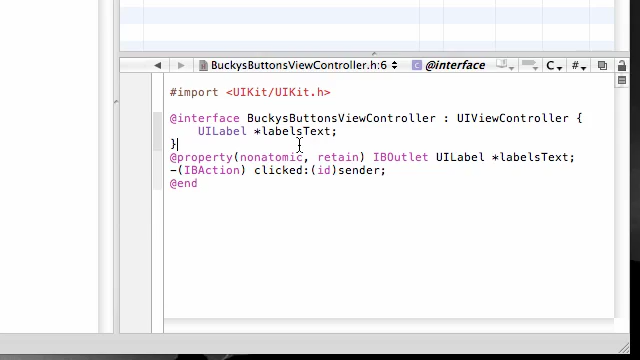 BuckysButtonsViewController.h:6 C @interface C #
#import <UIKit/UIKit.h>
@interface BuckysButtonsViewController : UIViewController {
UILabel *labelsText;
}
@property(nonatomic, retain) IBOutlet UILabel *labelsText;
-(IBAction) clicked:(id)sender;
@end